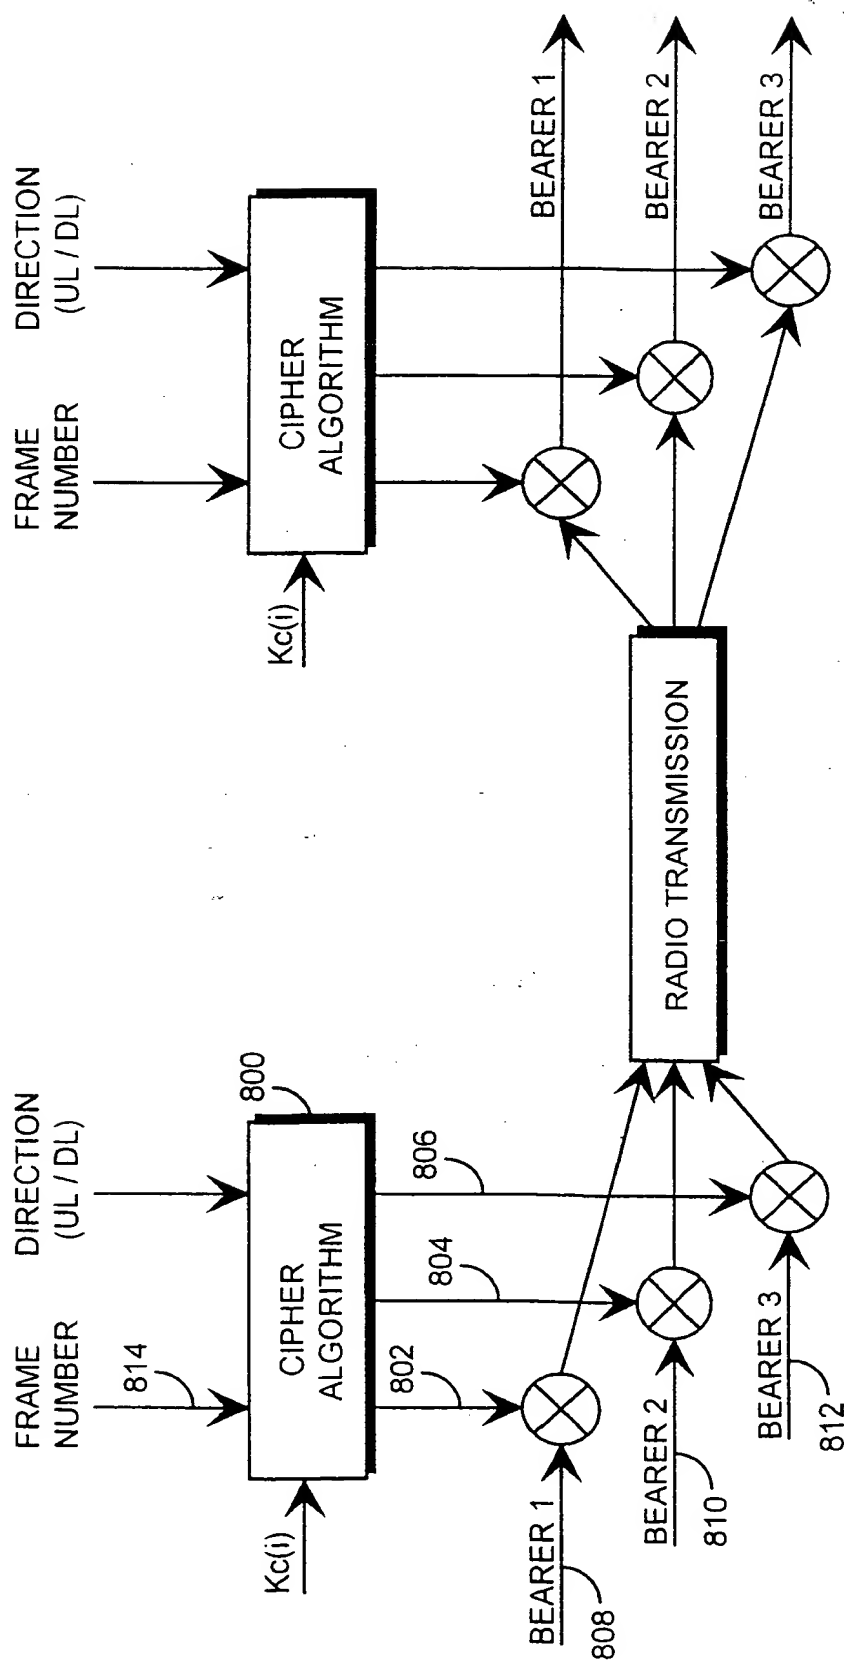 FRAME
NUMBER
DIRECTION
(UL / DL)
814
Kc(i)
CIPHER
ALGORITHM
800
802
804
806
BEARER 1
808
BEARER 2
810
BEARER 3
812
RADIO TRANSMISSION
FRAME
NUMBER
DIRECTION
(UL / DL)
Kc(i)
CIPHER
ALGORITHM
BEARER 1
BEARER 2
BEARER 3